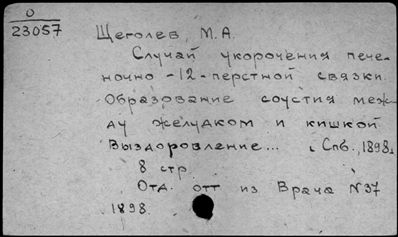 О
23057
Щеголев, М.А.
Случай укорочения пече-
ночно-12-перстной связки.
Образование соустия меж-
ду желудком и кишкой
Выздоровление... Спб., 1898.
8 стр.
Отд. отт из Врача №37
1898.